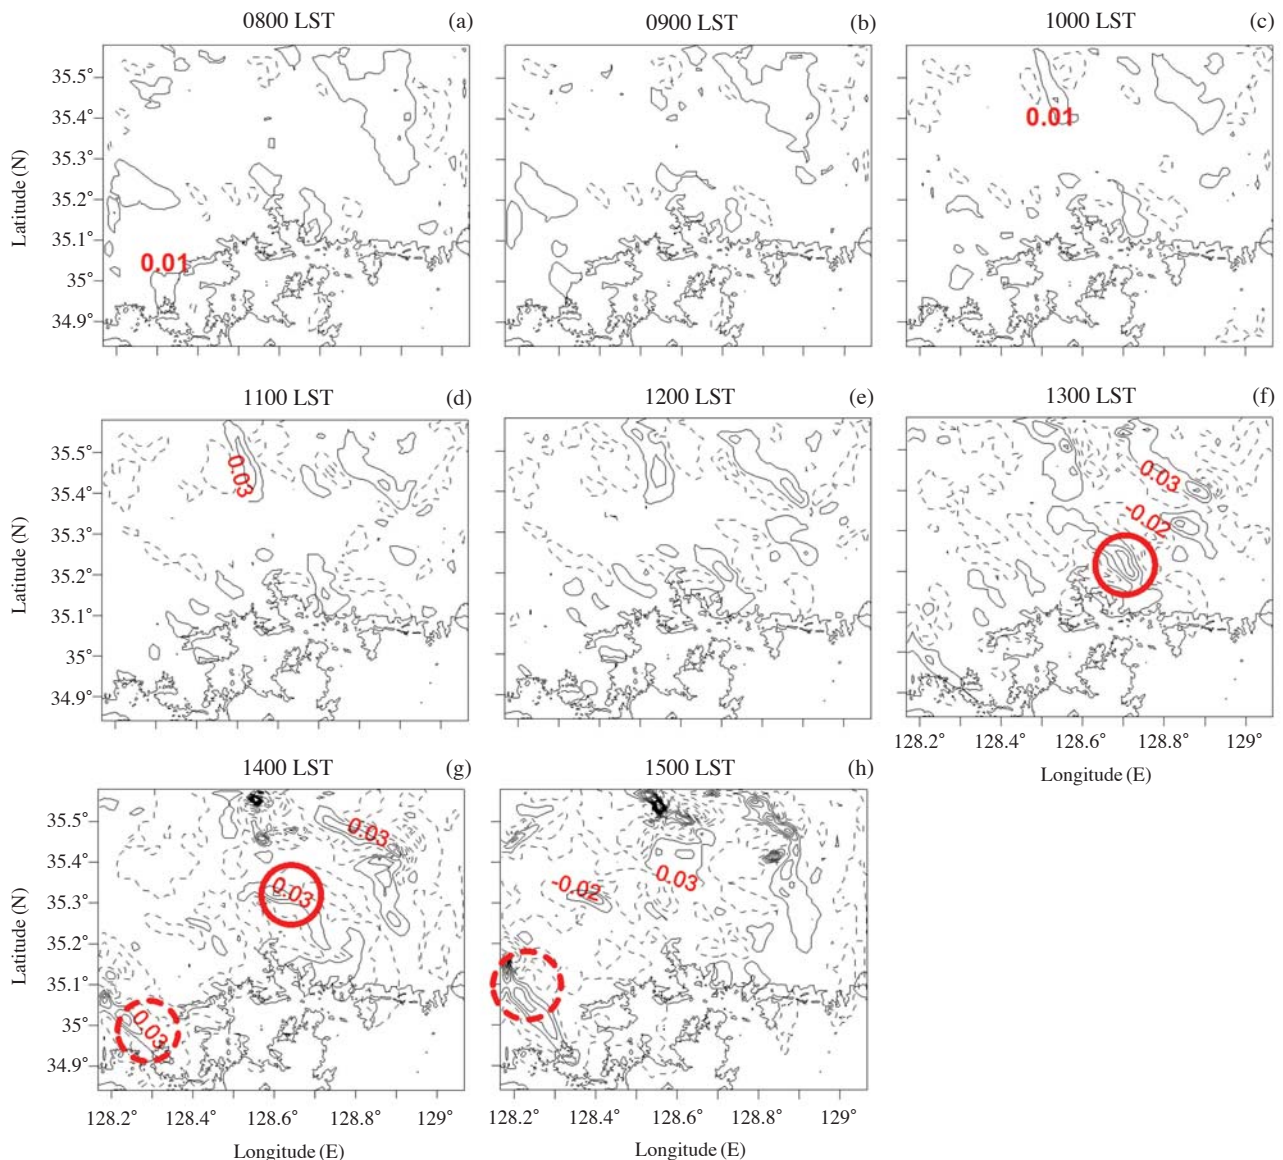 0800 LST (a)
0900 LST (b)
1000 LST (c)
Latitude (N)
35.5°
35.4°
35.3°
35.2°
35.1°
35°
34.9°
0.01
0.01
1100 LST (d)
1200 LST (e)
1300 LST (f)
Latitude (N)
35.5°
35.4°
35.3°
35.2°
35.1°
35°
34.9°
0.03
0.03
-0.02
128.2° 128.4° 128.6° 128.8° 129°
Longitude (E)
1400 LST (g)
1500 LST (h)
Latitude (N)
35.5°
35.4°
35.3°
35.2°
35.1°
35°
34.9°
0.03
0.03
0.03
0.03
-0.02
128.2° 128.4° 128.6° 128.8° 129°
128.2° 128.4° 128.6° 128.8° 129°
Longitude (E)
Longitude (E)